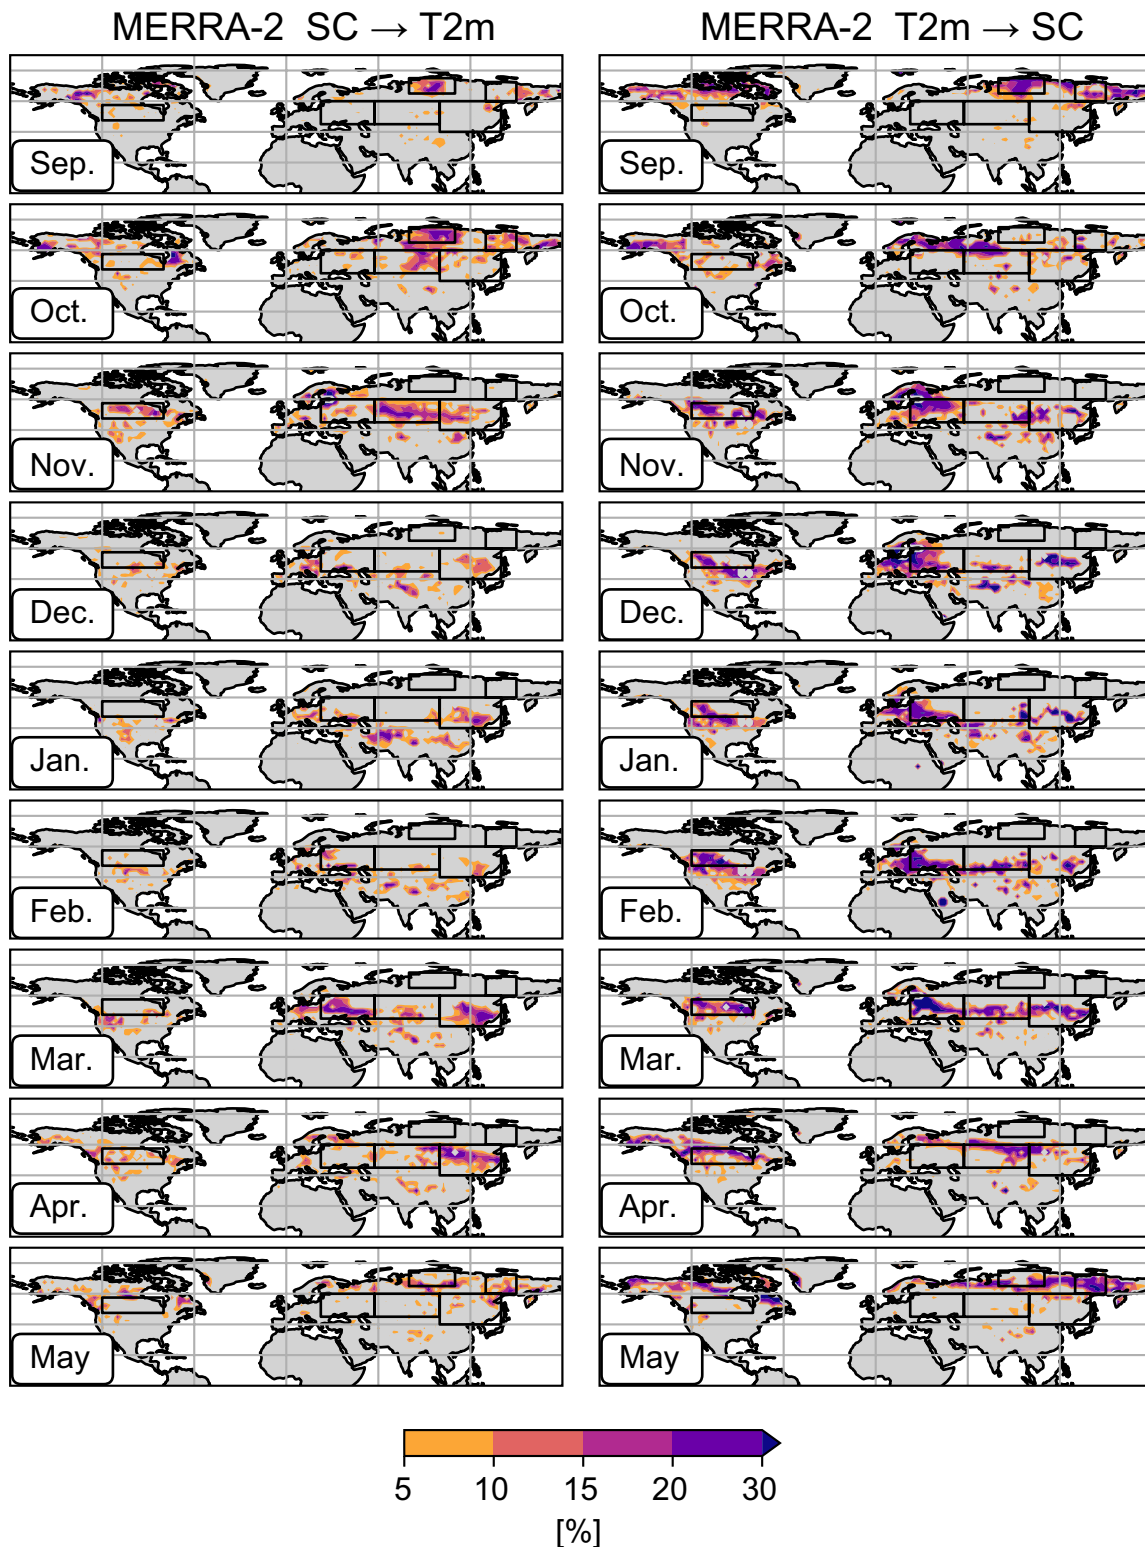 MERRA-2 SC → T2m
MERRA-2 T2m → SC
Sep.
Sep.
Oct.
Oct.
Nov.
Nov.
Dec.
Dec.
Jan.
Jan.
Feb.
Feb.
Mar.
Mar.
Apr.
Apr.
May
May
5 10 15 20 30
[%]